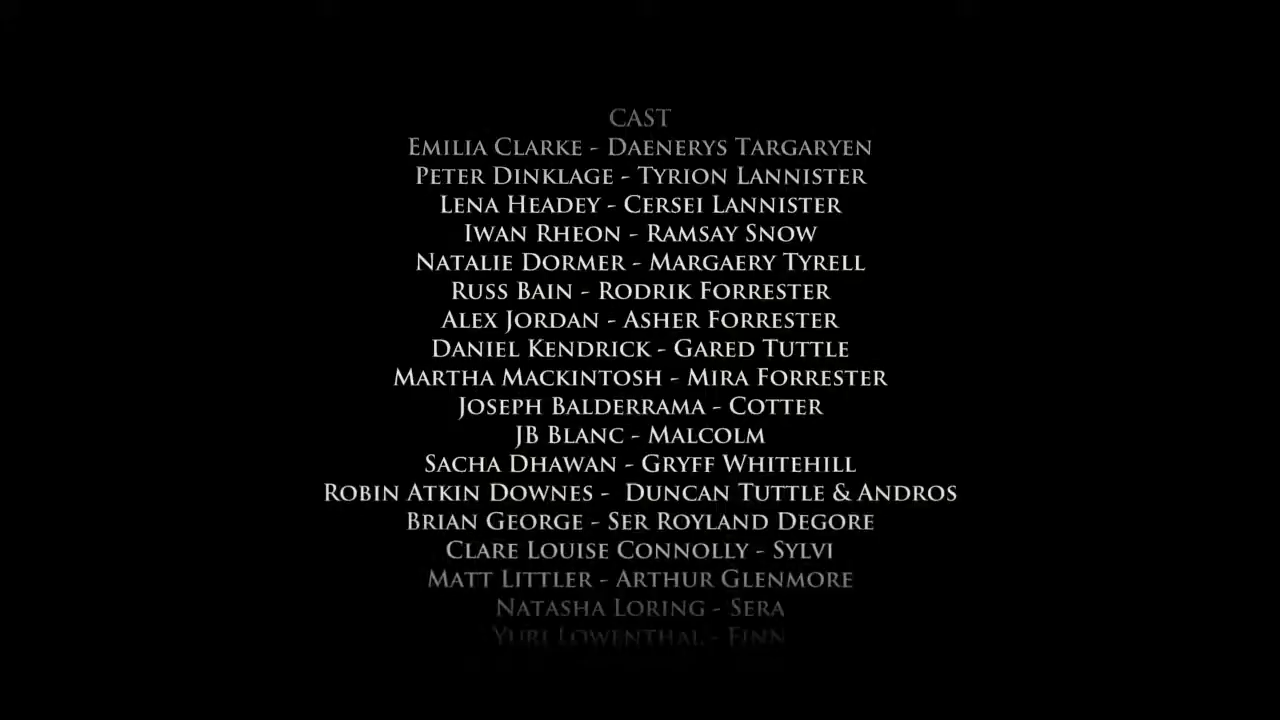 CAST
EMILIA CLARKE - DAENERYS TARGARYEN
PETER DINKLAGE - TYRION LANNISTER
LENA HEADEY - CERSEI LANNISTER
IWAN RHEON - RAMSAY SNOW
NATALIE DORMER - MARGAERY TYRELL
RUSS BAIN - RODRIK FORRESTER
ALEX JORDAN - ASHER FORRESTER
DANIEL KENDRICK - GARED TUTTLE
MARTHA MACKINTOSH - MIRA FORRESTER
JOSEPH BALDERRAMA - COTTER
JB BLANC - MALCOLM
SACHA DHAWAN - GRYFF WHITEHILL
ROBIN ATKIN DOWNES -  DUNCAN TUTTLE & ANDROS
BRIAN GEORGE - SER ROYLAND DEGORE
CLARE LOUISE CONNOLLY - SYLVI
MATT LITTLER - ARTHUR GLENMORE
NATASHA LORING - SERA
YURI LOWENTHAL - FINN